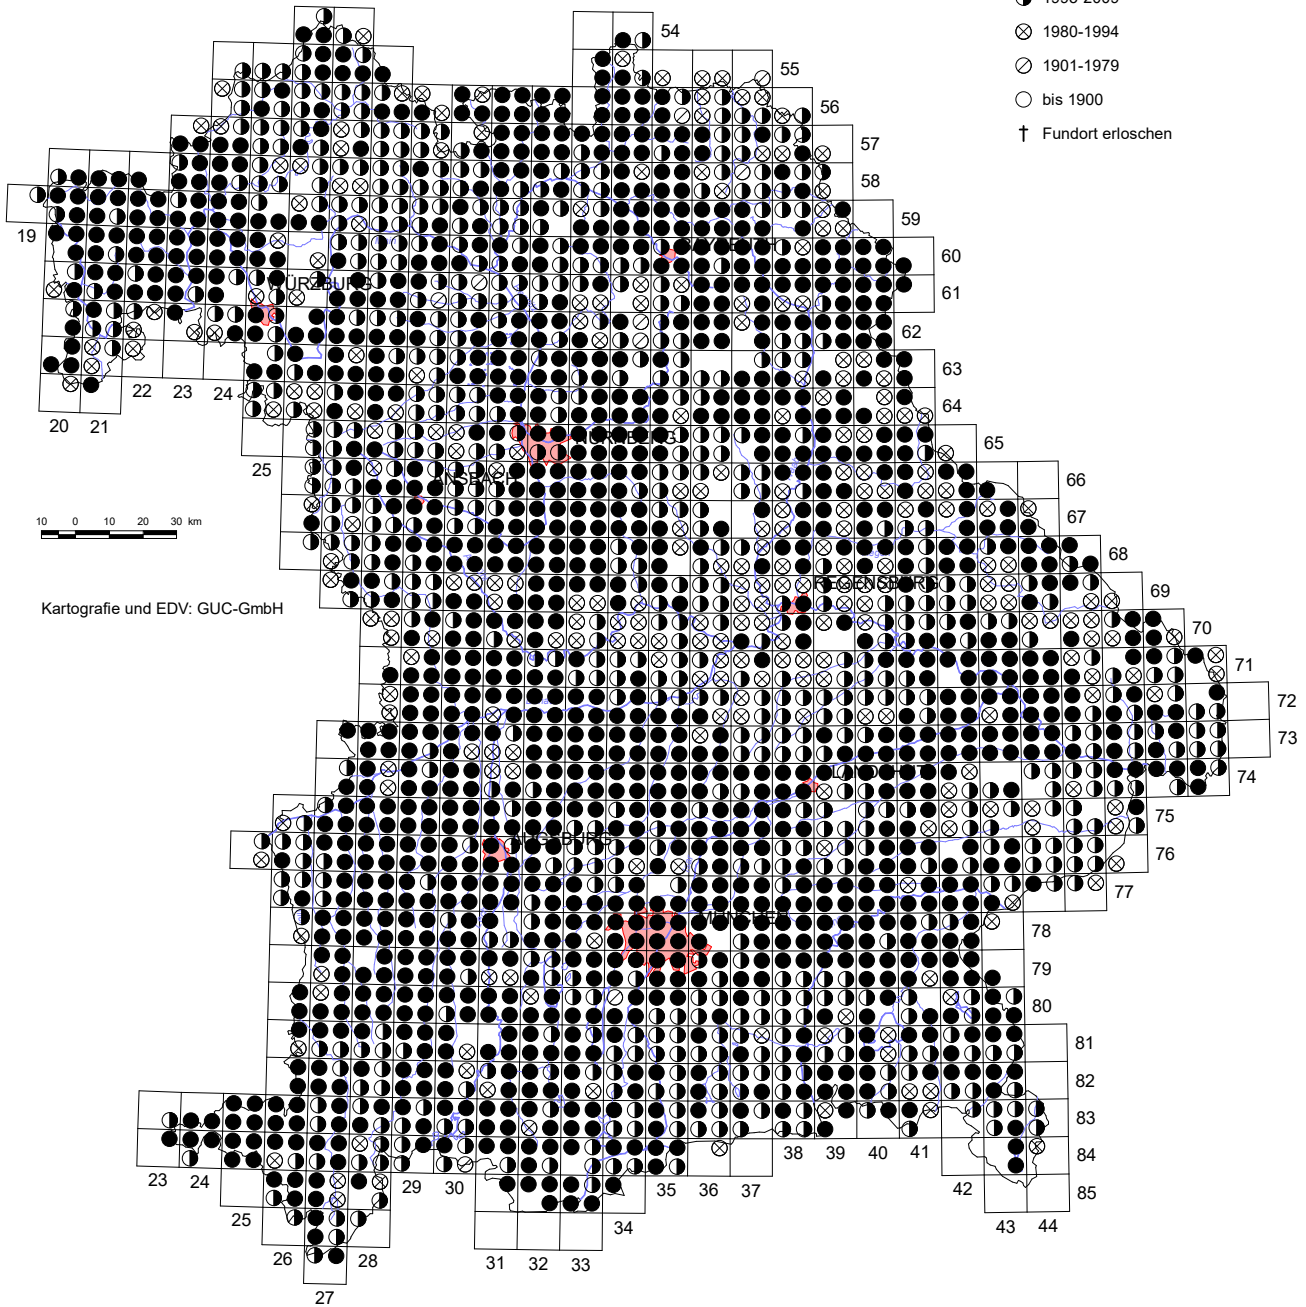 1980-1994
1901-1979
bis 1900
† Fundort erloschen
54
55
56
57
58
59
60
61
62
63
64
65
66
67
68
69
70
71
72
73
74
75
76
77
78
79
80
81
82
83
84
85
19
20 21 22 23 24
25
WÜRZBURG
NÜRNBERG
ANSBACH
REGENSBURG
LANDSHUT
AUGSBURG
MÜNCHEN
10 0 10 20 30 km
Kartografie und EDV: GUC-GmbH
23 24 25 26 27 28 29 30 31 32 33 34 35 36 37 38 39 40 41 42 43 44